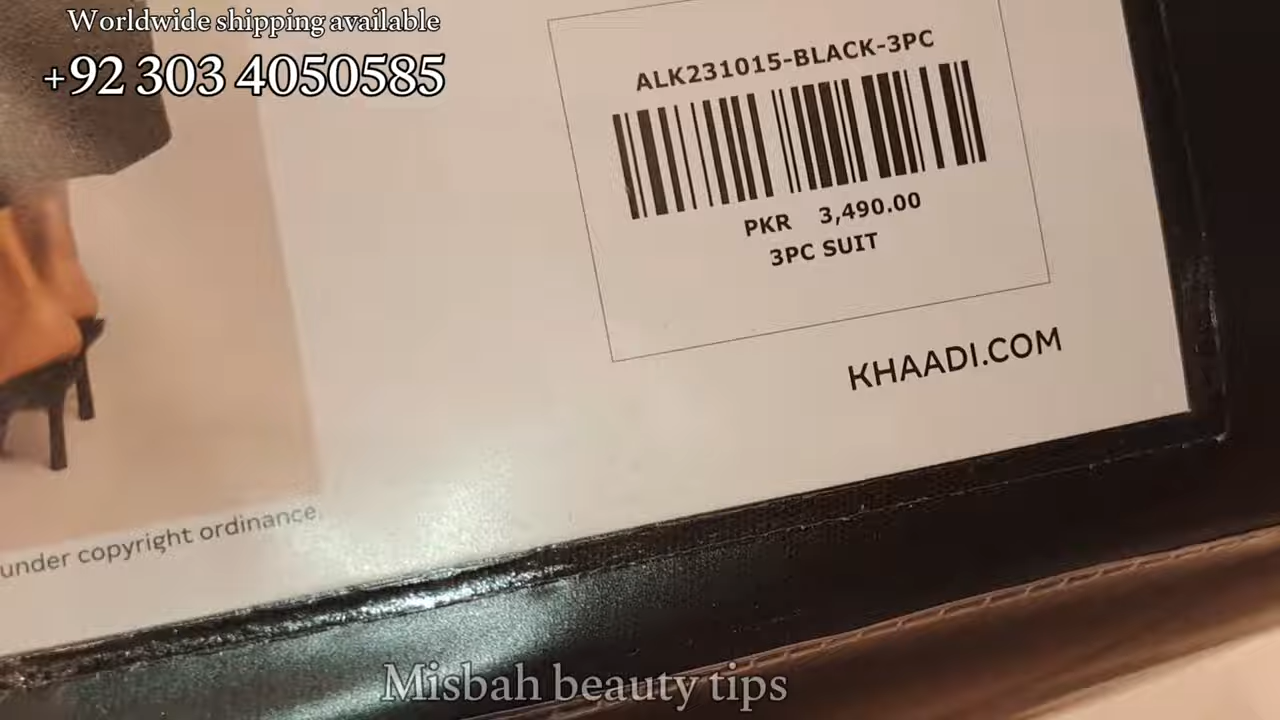 Worldwide shipping available
+92 303 4050585
ALK231015-BLACK-3PC
PKR 3,490.00
3PC SUIT
KHAADI.COM
under copyright ordinance
Misbah beauty tips